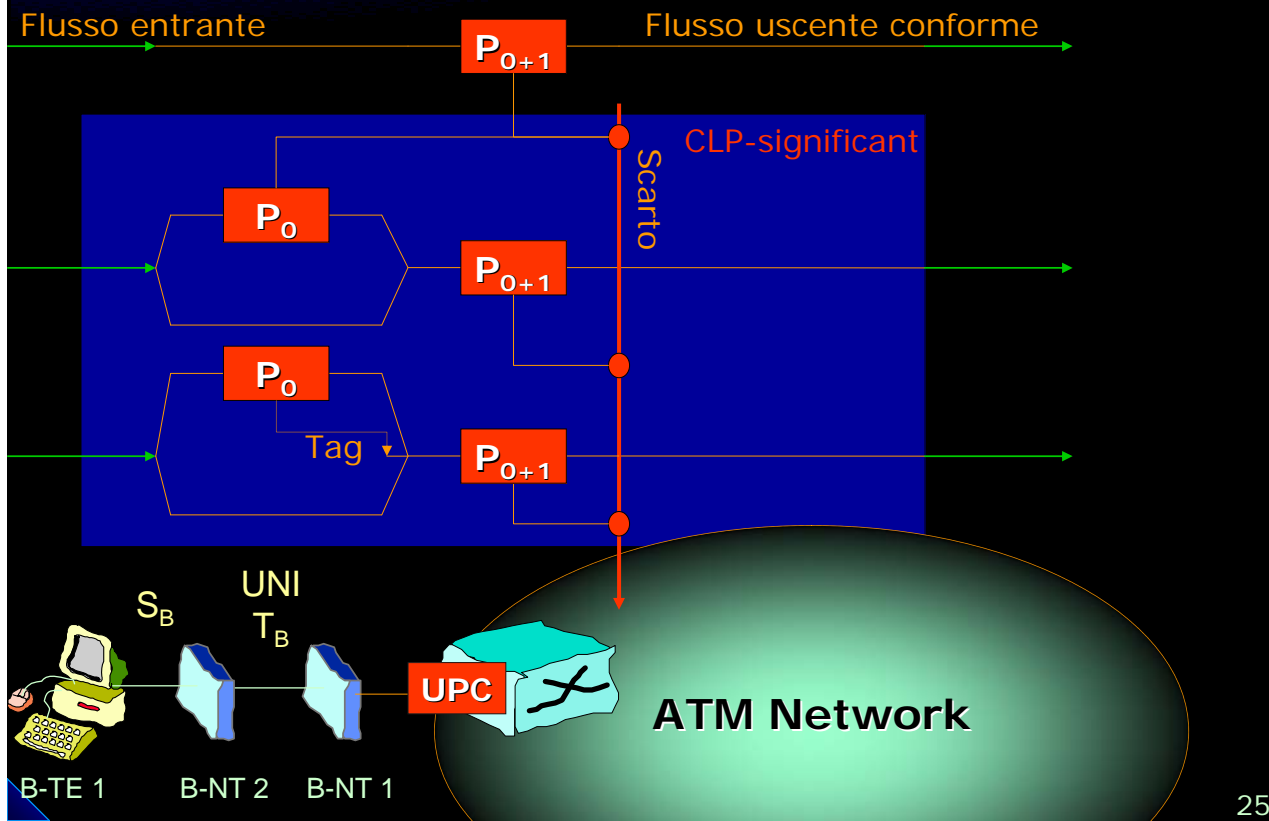 Flusso entrante
P0+1
Flusso uscente conforme
CLP-significant
Scarto
P0
P0+1
P0
Tag
P0+1
SB
UNI
TB
UPC
ATM Network
B-TE 1
B-NT 2
B-NT 1
25